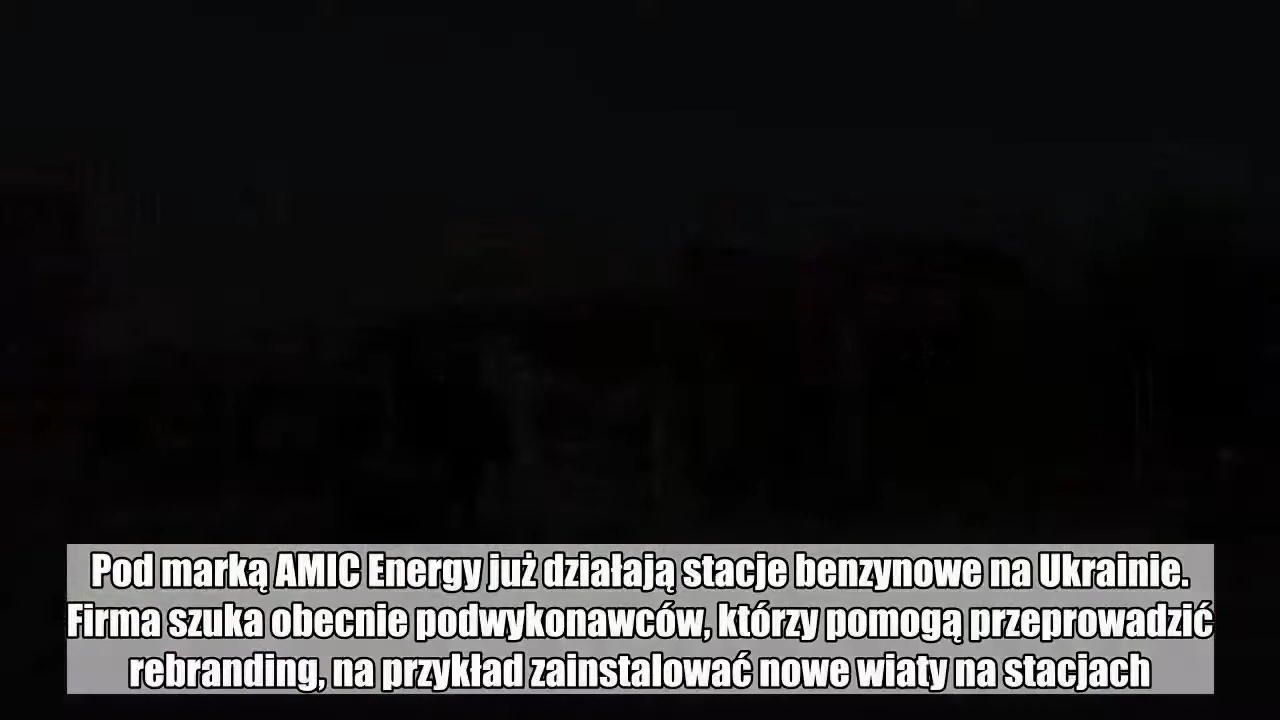 Pod marką AMIC Energy już działają stacje benzynowe na Ukrainie.
Firma szuka obecnie podwykonawców, którzy pomogą przeprowadzić
rebranding, na przykład zainstalować nowe wiaty na stacjach